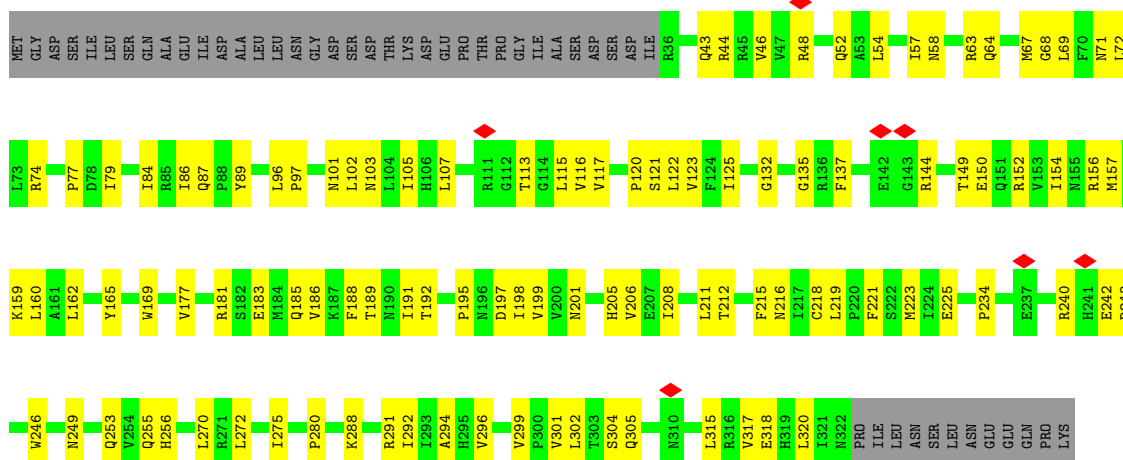 MET GLY ASP SER ILE LEU SER GLN ALA GLU ILE ASP ALA LEU LEU ASN GLY ASP SER ASP THR LYS ASP GLU PRO THR PRO GLY ILE ALA SER ASP SER ASP ILE R36 Q43 R44 R45 V46 V47 R48 Q52 A53 L54 I57 N58 R63 Q64 M67 G68 L69 F70 N71 L72
L73 R74 P77 D78 I79 I84 R85 I86 Q87 P88 Y89 L96 P97 N101 L102 N103 L104 I105 H106 L107 R111 G112 T113 G114 L115 V116 V117 P120 S121 L122 V123 F124 I125 G132 G135 R136 F137 E142 G143 R144 T149 E150 Q151 R152 V153 I154 N155 R156 M157
K159 L160 A161 L162 Y165 W169 V177 R181 S182 E183 M184 Q185 V186 K187 F188 T189 N190 I191 T192 P195 N196 D197 I198 V199 V200 N201 H205 V206 E207 I208 L211 T212 F215 N216 I217 C218 L219 P220 F221 S222 M223 I224 E225 P234 E237 R240 H241 E242
W246 N249 Q253 V254 Q255 H256 L270 R271 L272 I275 P280 K288 R291 I292 I293 A294 H295 V296 V299 P300 V301 L302 T303 S304 Q305 N310 L315 R316 V317 E318 H319 L320 I321 N322 PRO ILE LEU ASN SER LEU ASN GLU GLU GLN PRO LYS